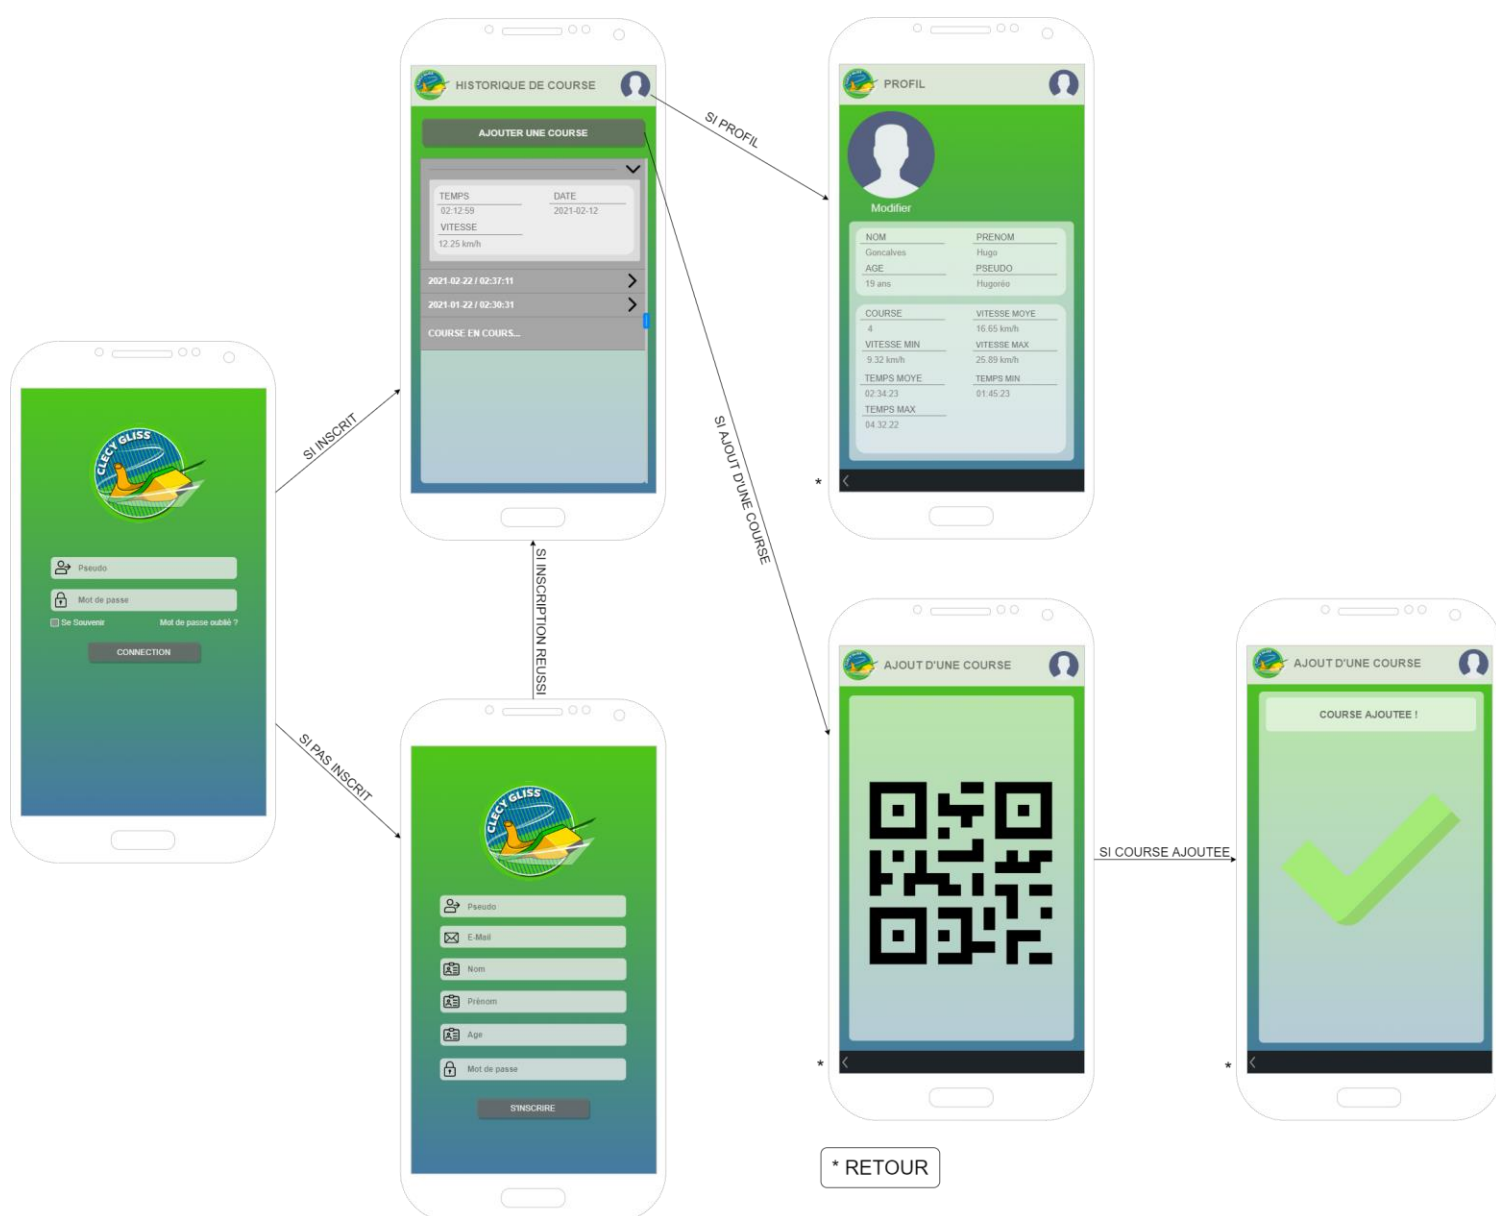 CLECY GLISS
Pseudo
Mot de passe
Se Souvenir
Mot de passe oublié ?
CONNECTION
SI INSCRIT
SI PAS INSCRIT
HISTORIQUE DE COURSE
AJOUTER UNE COURSE
TEMPS
DATE
02:12:59
2021-02-12
VITESSE
12.25 km/h
2021-02-22 / 02:37:11
2021-01-22 / 02:30:31
COURSE EN COURS...
SI INSCRIPTION REUSSI
CLECY GLISS
Pseudo
E-Mail
Nom
Prénom
Age
Mot de passe
S'INSCRIRE
SI PROFIL
SI AJOUT D'UNE COURSE
PROFIL
Modifier
NOM
PRENOM
Goncalves
Hugo
AGE
PSEUDO
19 ans
Hugoréo
COURSE
VITESSE MOYE
4
16.65 km/h
VITESSE MIN
VITESSE MAX
9.32 km/h
25.89 km/h
TEMPS MOYE
TEMPS MIN
02:34:23
01:45:23
TEMPS MAX
04.32.22
*
AJOUT D'UNE COURSE
*
SI COURSE AJOUTEE
AJOUT D'UNE COURSE
COURSE AJOUTEE !
*
* RETOUR